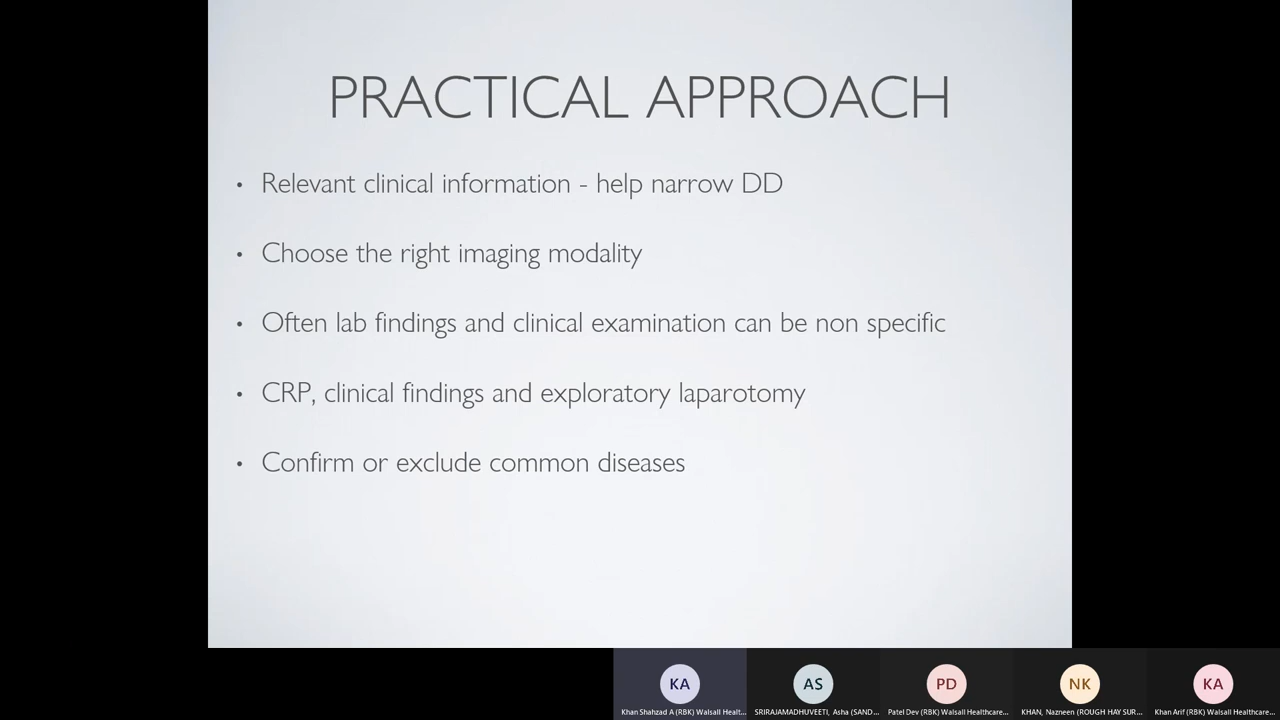 PRACTICAL APPROACH
• Relevant clinical information - help narrow DD
• Choose the right imaging modality
• Often lab findings and clinical examination can be non specific
• CRP, clinical findings and exploratory laparotomy
• Confirm or exclude common diseases
KA AS PD NK KA
Khan Shahzad A (RBK) Walsall Healt... SRIRAJAMADHUVEETI, Asha (SAND... Patel Dev (RBK) Walsall Healthcare... KHAN, Nazneen (ROUGH HAY SUR... Khan Arif (RBK) Walsall Healthcare...